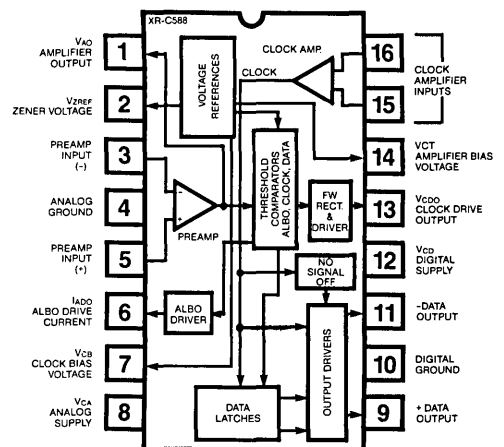 XR-C588
VAO
AMPLIFIER
OUTPUT
1
VZREF
ZENER VOLTAGE
2
PREAMP
INPUT
(−)
3
ANALOG
GROUND
4
PREAMP
INPUT
(+)
5
IADO
ALBO DRIVE
CURRENT
6
VCB
CLOCK BIAS
VOLTAGE
7
VCA
ANALOG
SUPPLY
8
VOLTAGE
REFERENCES
CLOCK AMP.
CLOCK
−
+
PREAMP
THRESHOLD
COMPARATORS
ALBO, CLOCK, DATA
FW
RECT.
&
DRIVER
NO
SIGNAL
OFF
ALBO
DRIVER
OUTPUT DRIVERS
DATA
LATCHES
16
15
CLOCK
AMPLIFIER
INPUTS
14
VCT
AMPLIFIER BIAS
VOLTAGE
13
VCDO
CLOCK DRIVE
OUTPUT
12
VCD
DIGITAL
SUPPLY
11
-DATA
OUTPUT
10
DIGITAL
GROUND
9
+ DATA
OUTPUT